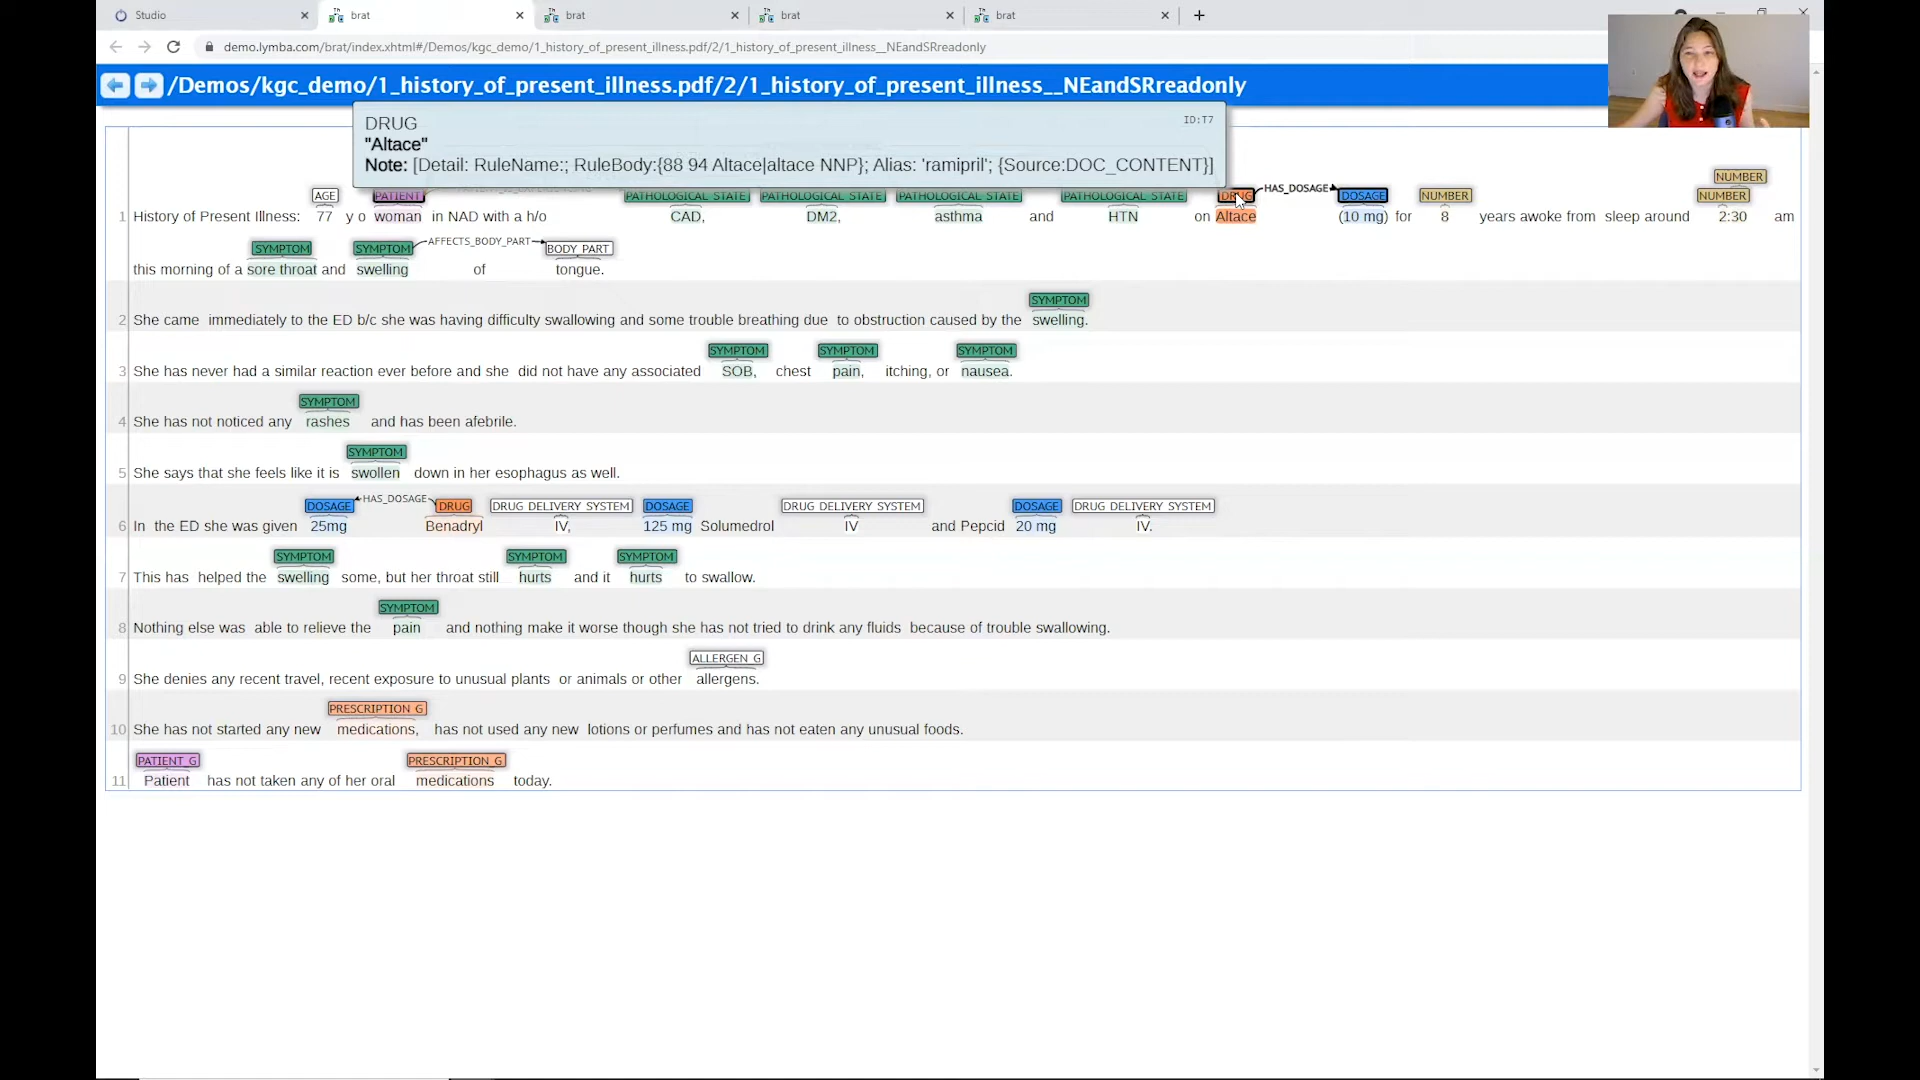 Studio brat brat brat brat
demo.lymba.com/brat/index.xhtml#/Demos/kgc_demo/1_history_of_present_illness.pdf/2/1_history_of_present_illness__NEandSRreadonly
/Demos/kgc_demo/1_history_of_present_illness.pdf/2/1_history_of_present_illness__NEandSRreadonly
DRUG ID:T7
"Altace"
Note: [Detail: RuleName:; RuleBody:{88 94 Altace|altace NNP}; Alias: 'ramipril'; {Source:DOC_CONTENT}]
NUMBER
AGE PATIENT PATHOLOGICAL STATE PATHOLOGICAL STATE PATHOLOGICAL STATE PATHOLOGICAL STATE DRUG HAS_DOSAGE DOSAGE NUMBER NUMBER
1 History of Present Illness: 77 y o woman in NAD with a h/o CAD, DM2, asthma and HTN on Altace (10 mg) for 8 years awoke from sleep around 2:30 am
SYMPTOM SYMPTOM AFFECTS_BODY_PART BODY PART
this morning of a sore throat and swelling of tongue.
SYMPTOM
2 She came immediately to the ED b/c she was having difficulty swallowing and some trouble breathing due to obstruction caused by the swelling.
SYMPTOM SYMPTOM SYMPTOM
3 She has never had a similar reaction ever before and she did not have any associated SOB, chest pain, itching, or nausea.
SYMPTOM
4 She has not noticed any rashes and has been afebrile.
SYMPTOM
5 She says that she feels like it is swollen down in her esophagus as well.
DOSAGE HAS_DOSAGE DRUG DRUG DELIVERY SYSTEM DOSAGE DRUG DELIVERY SYSTEM DOSAGE DRUG DELIVERY SYSTEM
6 In the ED she was given 25mg Benadryl IV, 125 mg Solumedrol IV and Pepcid 20 mg IV.
SYMPTOM SYMPTOM SYMPTOM
7 This has helped the swelling some, but her throat still hurts and it hurts to swallow.
SYMPTOM
8 Nothing else was able to relieve the pain and nothing make it worse though she has not tried to drink any fluids because of trouble swallowing.
ALLERGEN_G
9 She denies any recent travel, recent exposure to unusual plants or animals or other allergens.
PRESCRIPTION_G
10 She has not started any new medications, has not used any new lotions or perfumes and has not eaten any unusual foods.
PATIENT_G PRESCRIPTION_G
11 Patient has not taken any of her oral medications today.